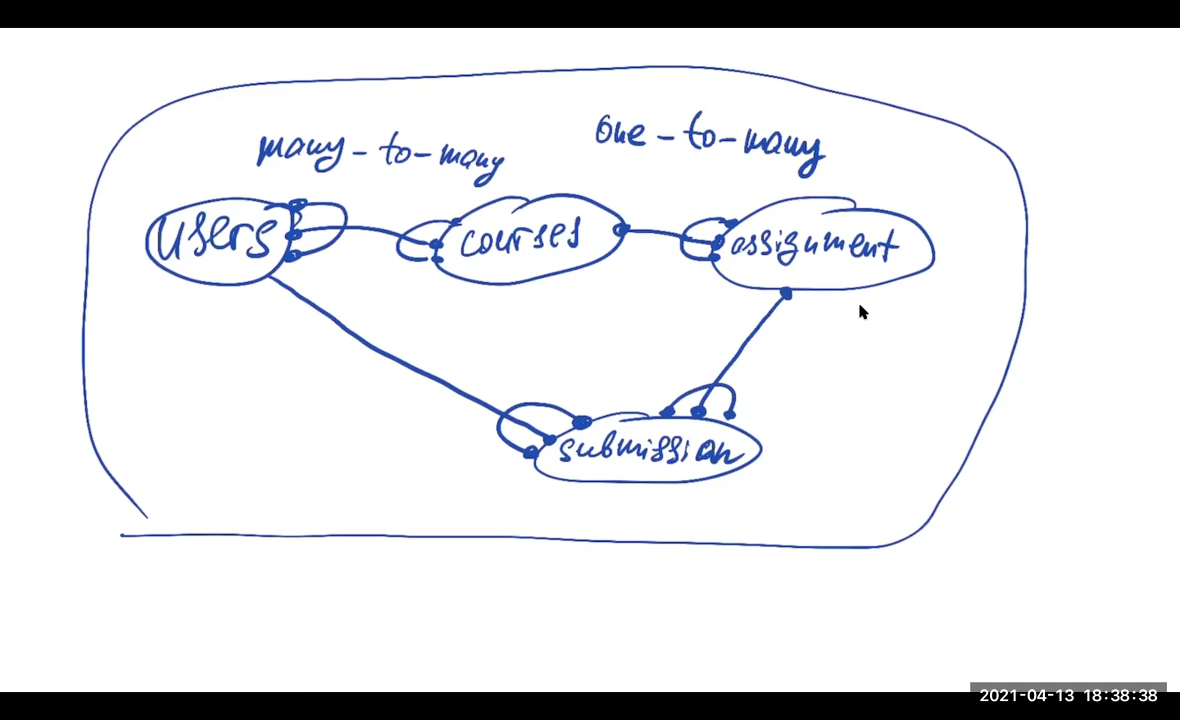 many-to-many
one-to-many
users
courses
assignment
submission
2021-04-13 18:38:38